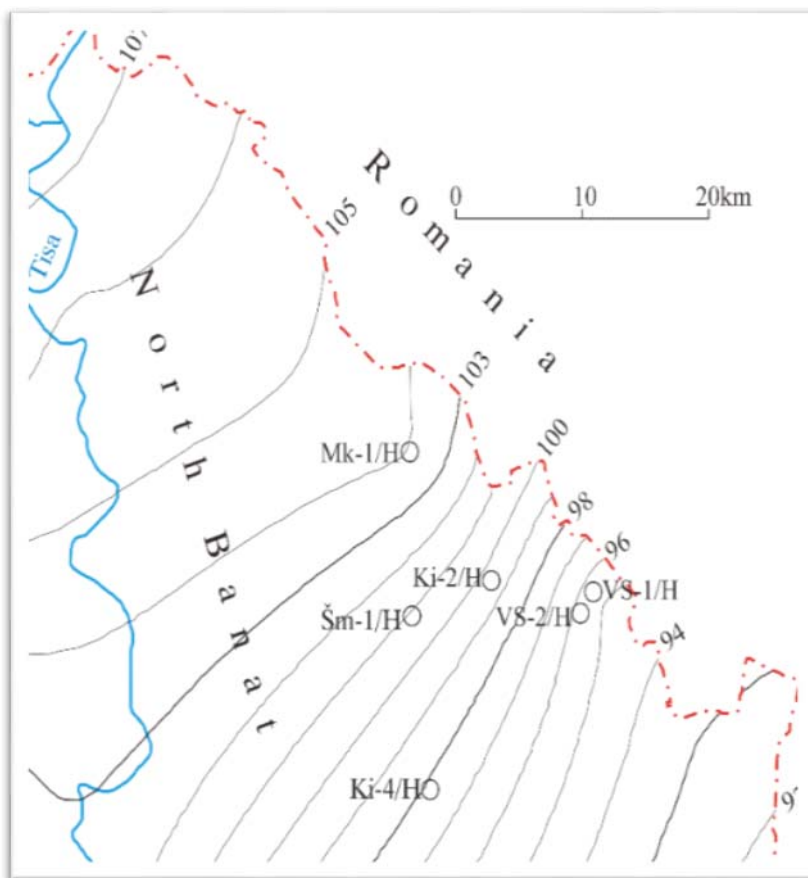 105
Romania
0 10 20km
Tisa
North Banat
103
Mk-1/H
100
98
96
Ki-2/H
VS-1/H
Šm-1/H
VS-2/H
94
Ki-4/H